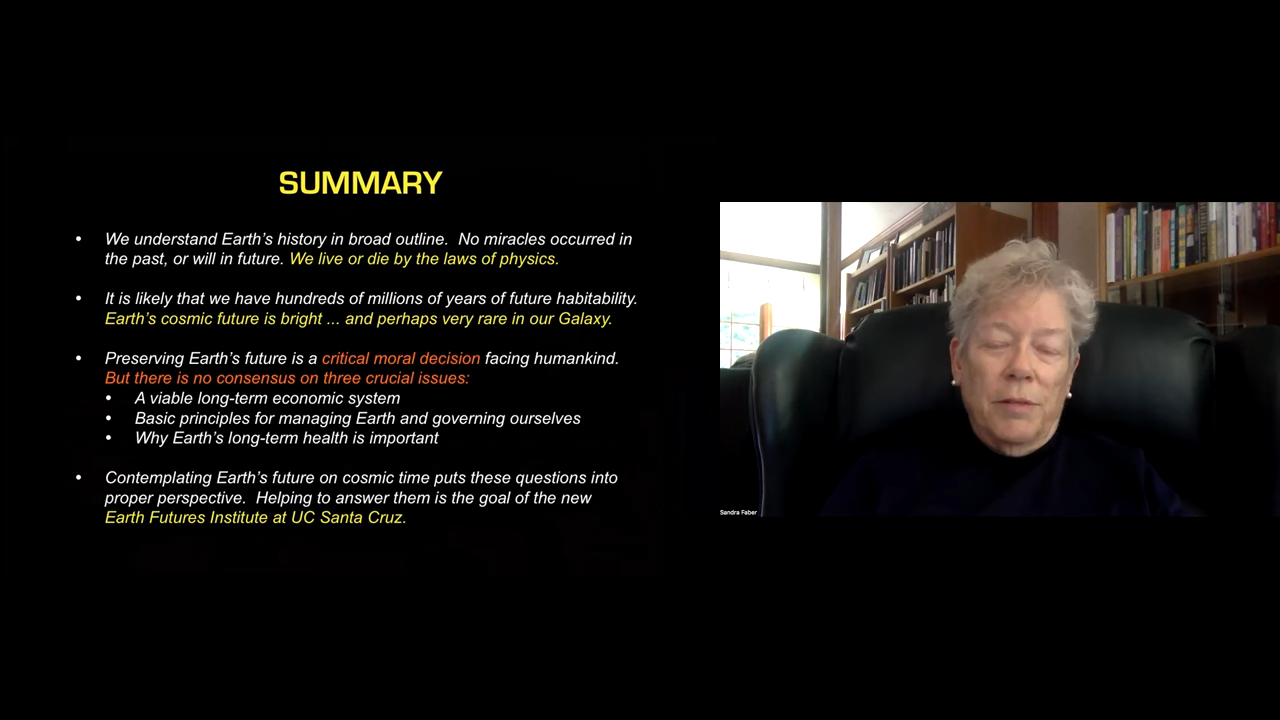 SUMMARY
• We understand Earth's history in broad outline.  No miracles occurred in
the past, or will in future. We live or die by the laws of physics.
• It is likely that we have hundreds of millions of years of future habitability.
Earth's cosmic future is bright ... and perhaps very rare in our Galaxy.
• Preserving Earth's future is a critical moral decision facing humankind.
But there is no consensus on three crucial issues:
• A viable long-term economic system
• Basic principles for managing Earth and governing ourselves
• Why Earth's long-term health is important
• Contemplating Earth's future on cosmic time puts these questions into
proper perspective.  Helping to answer them is the goal of the new
Earth Futures Institute at UC Santa Cruz.
Sandra Faber